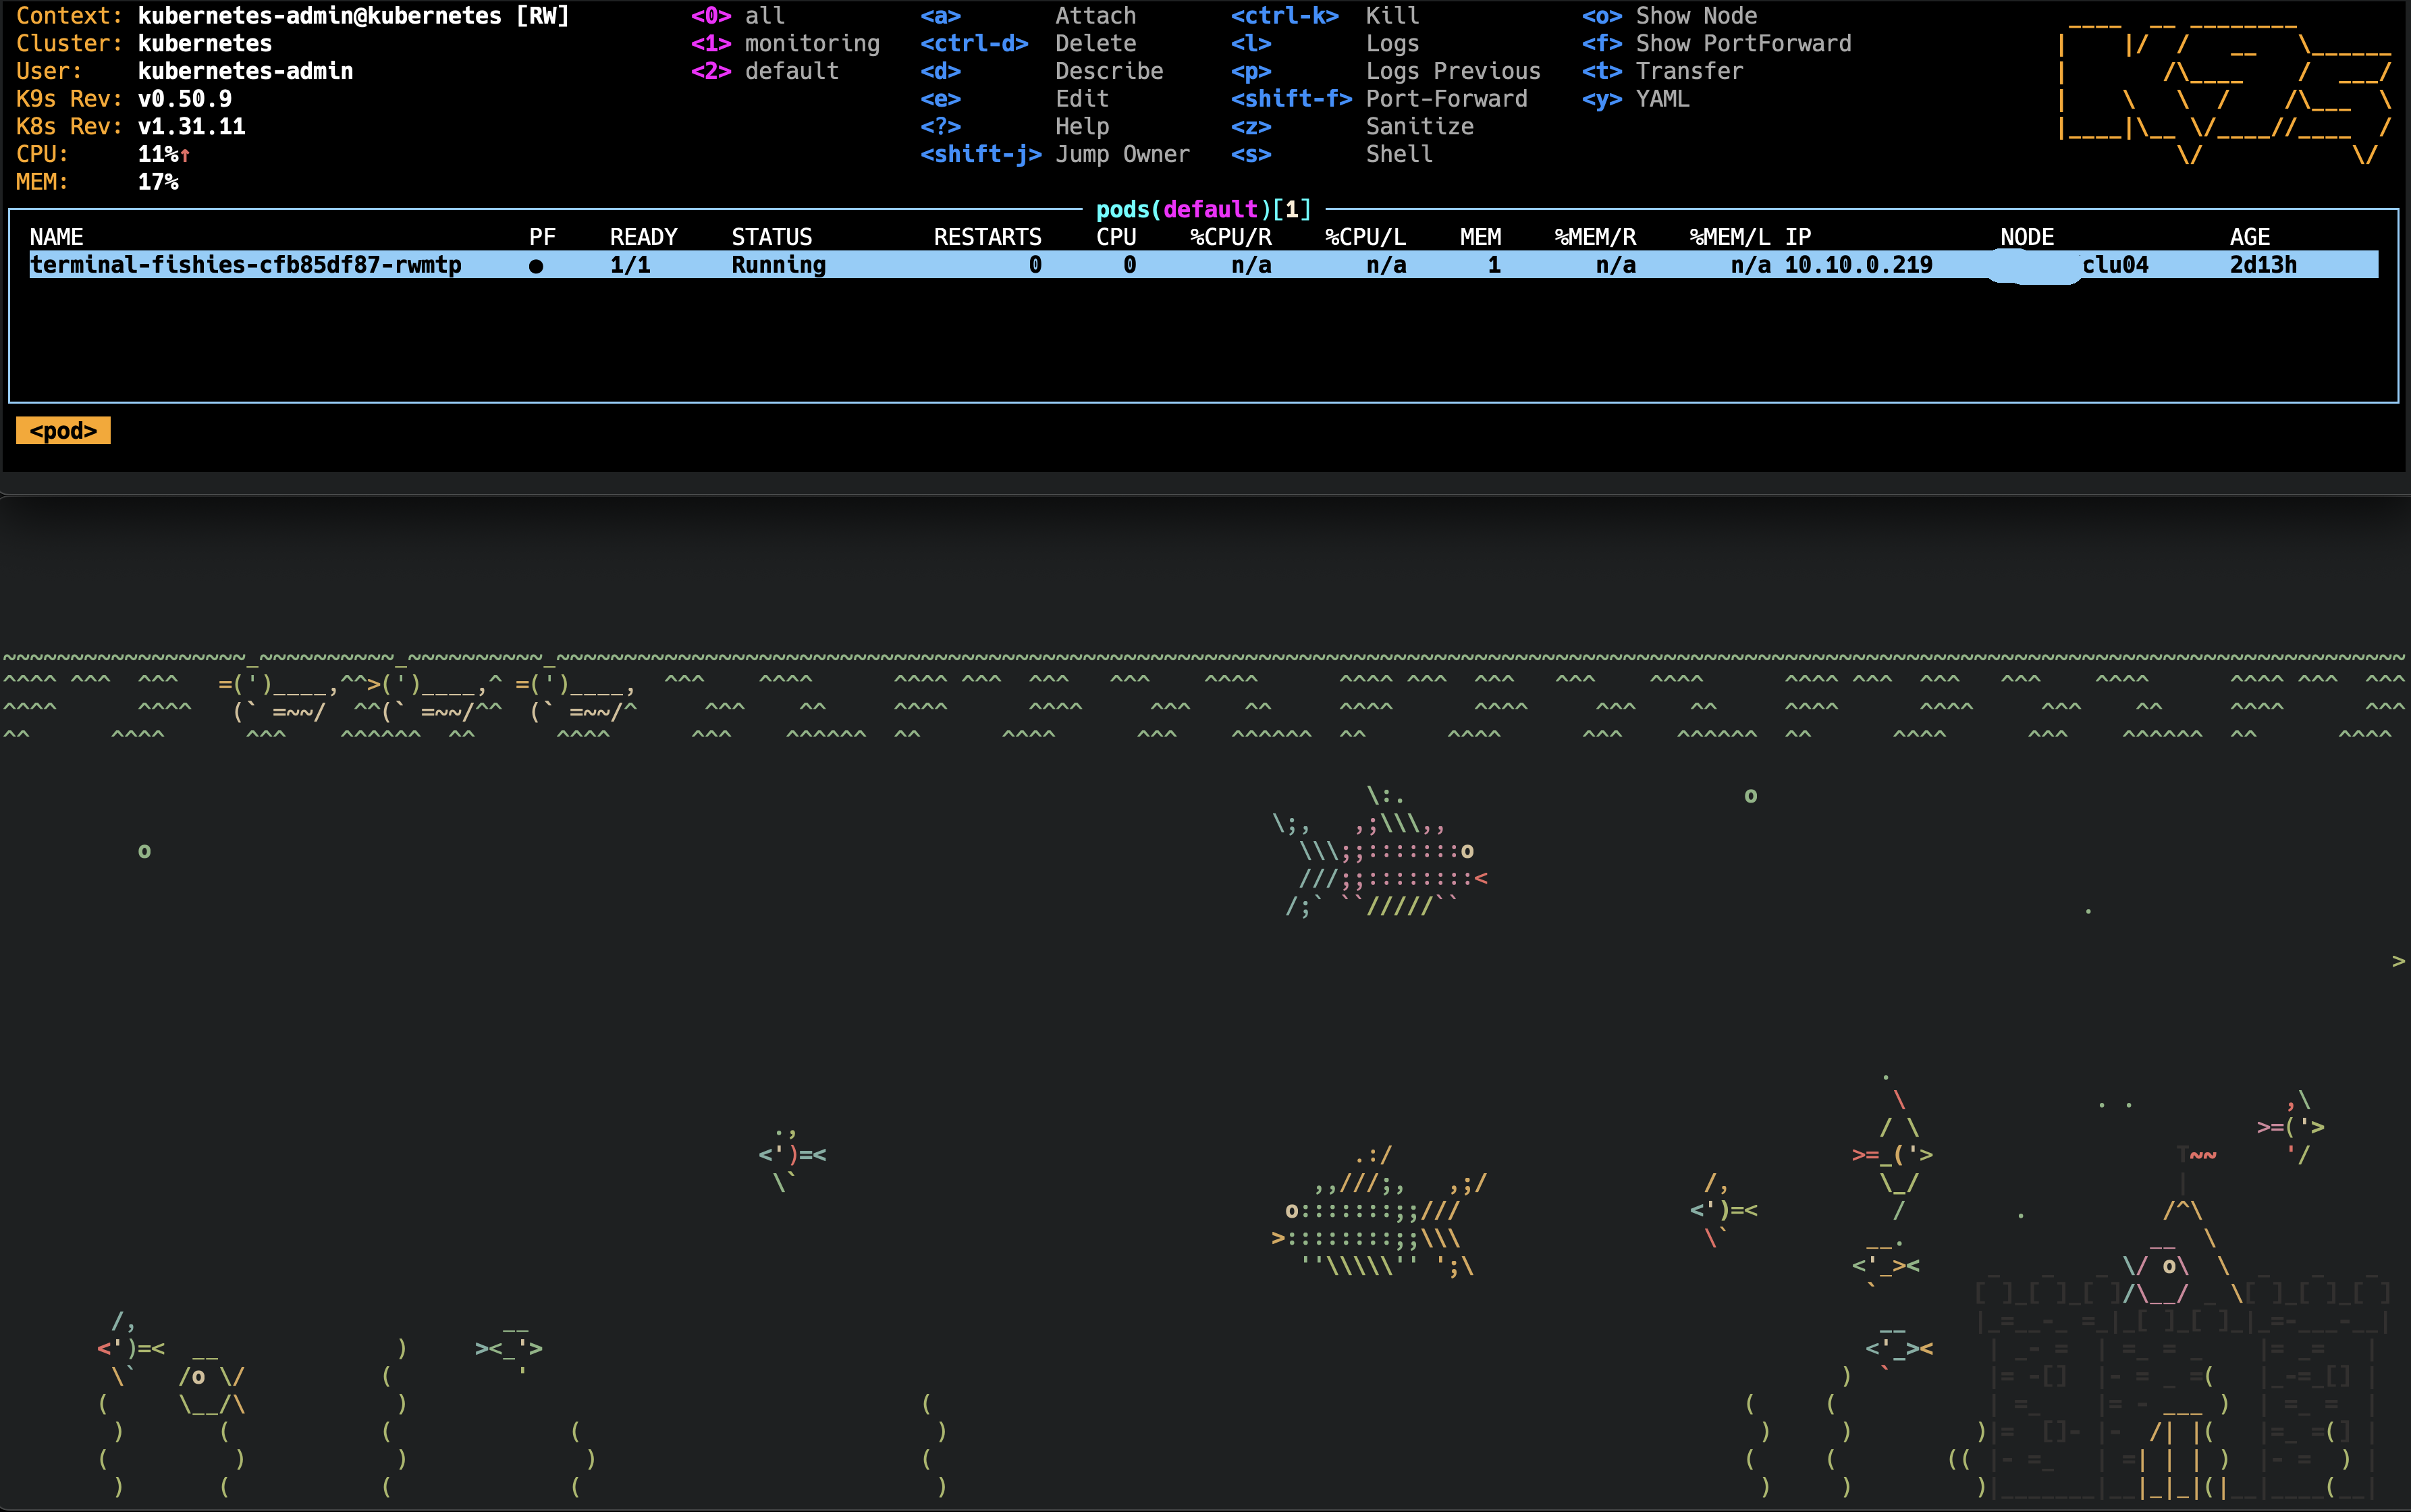 Context: kubernetes-admin@kubernetes [RW] <0> all <a> Attach <ctrl-k> Kill <o> Show Node
Cluster: kubernetes <1> monitoring <ctrl-d> Delete <l> Logs <f> Show PortForward
User: kubernetes-admin <2> default <d> Describe <p> Logs Previous <t> Transfer
K9s Rev: v0.50.9 <e> Edit <shift-f> Port-Forward <y> YAML
K8s Rev: v1.31.11 <?> Help <z> Sanitize
CPU: 11%↑ <shift-j> Jump Owner <s> Shell
MEM: 17%
pods(default)[1]
NAME PF READY STATUS RESTARTS CPU %CPU/R %CPU/L MEM %MEM/R %MEM/L IP NODE AGE
terminal-fishies-cfb85df87-rwmtp ● 1/1 Running 0 0 n/a n/a 1 n/a n/a 10.10.0.219 clu04 2d13h
<pod>